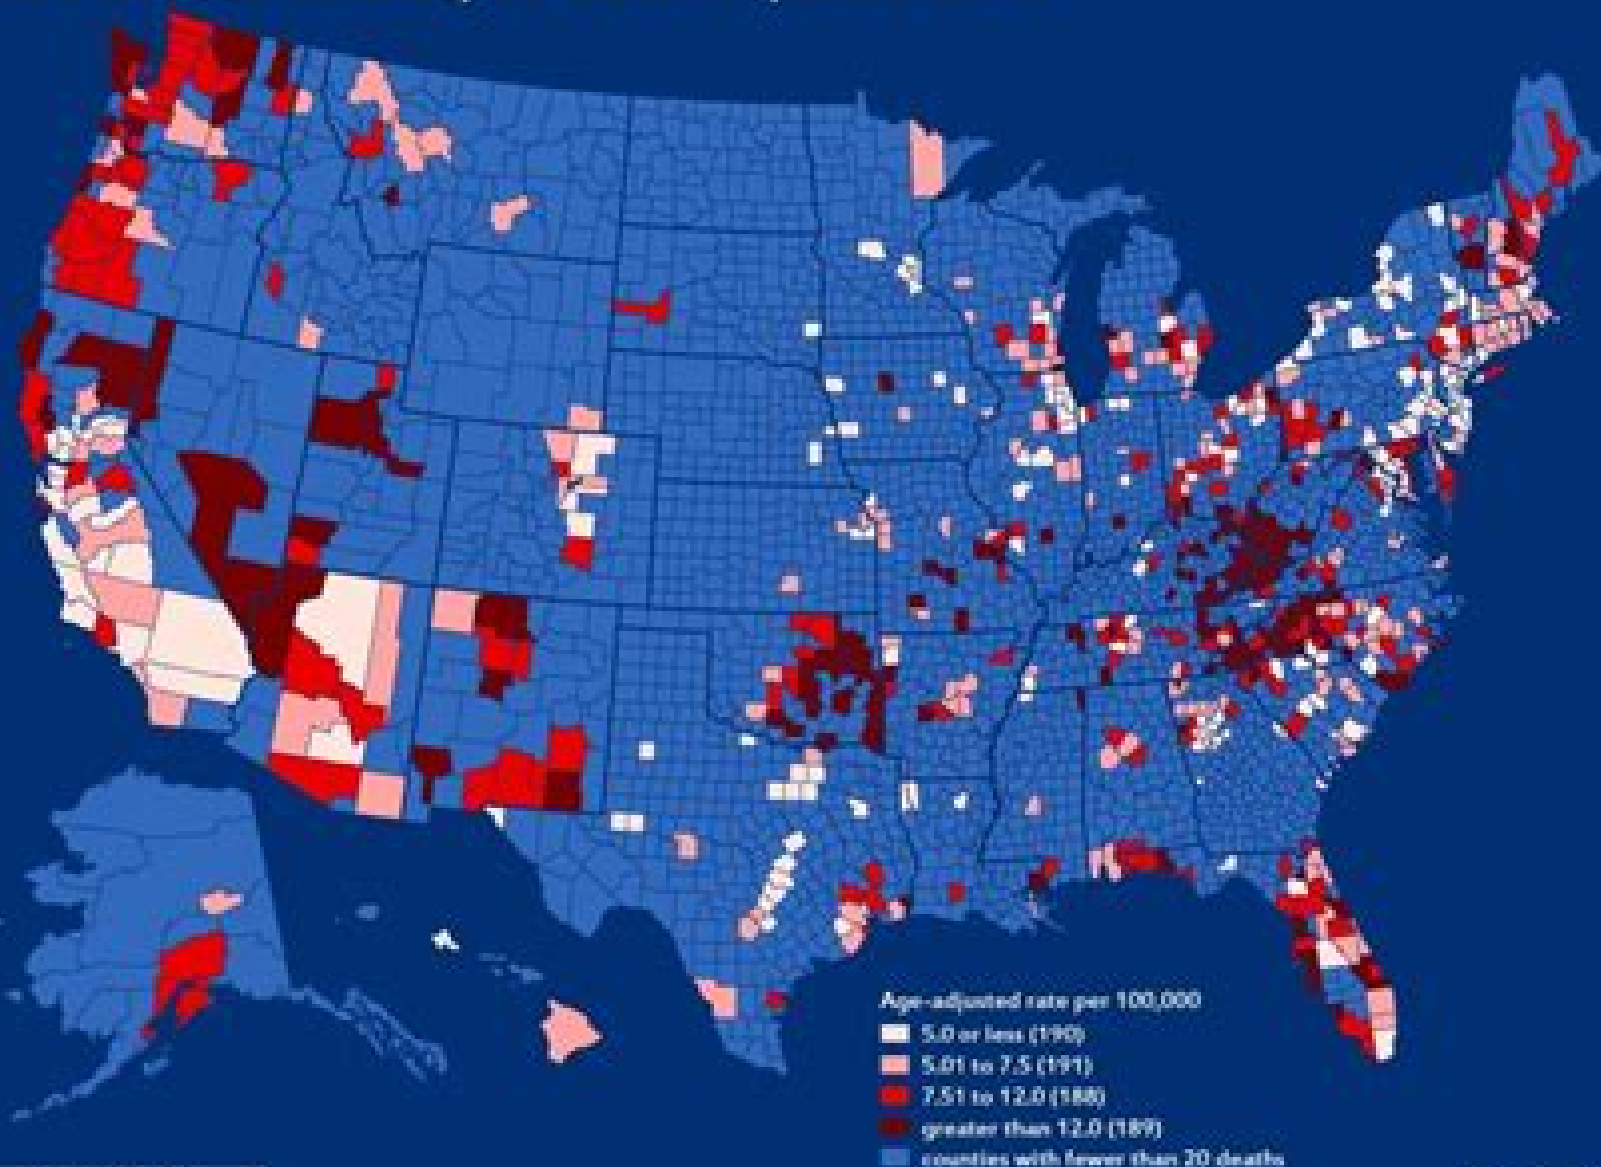 Age-adjusted rate per 100,000
5.0 or less (190)
5.01 to 7.5 (191)
7.51 to 12.0 (188)
greater than 12.0 (189)
counties with fewer than 20 deaths